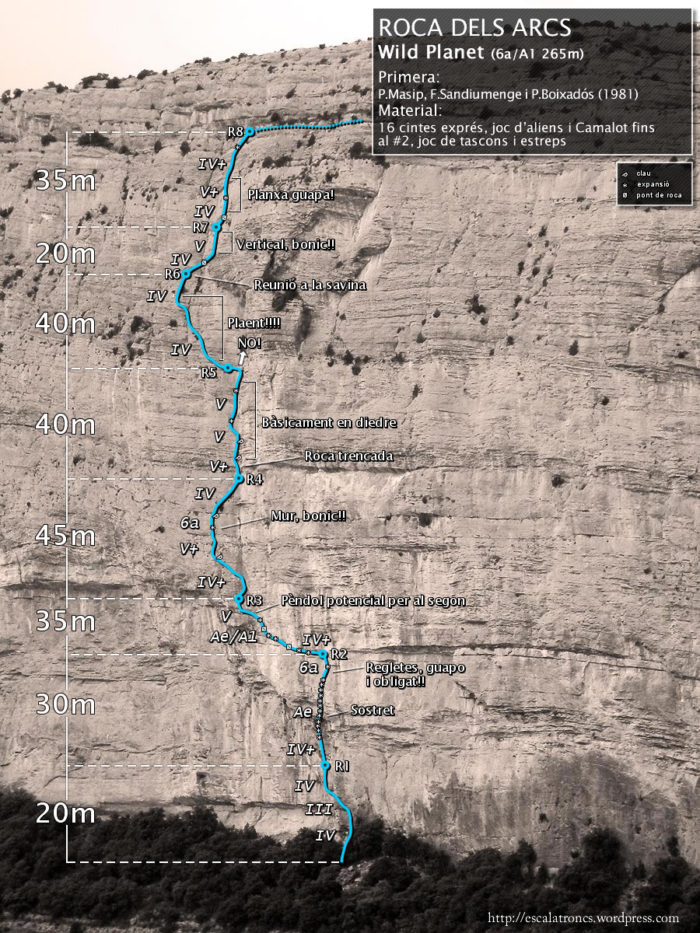 ROCA DELS ARCS
Wild Planet (6a/A1 265m)
Primera:
P.Masip, F.Sandiumenge i P.Boixadós (1981)
Material:
16 cintes exprés, joc d'aliens i Camalot fins
al #2, joc de tascons i estreps
clau
expansió
pont de roca
R8
IV+
35m
V+
Planxa guapa!
IV
R7
V
Vertical, bonic!!
20m
IV
R6
Reunió a la savina
IV
40m
Plaent!!!!
NO!
IV
R5
V
40m
Bàsicament en diedre
V
Roca trencada
V+
R4
IV
6a
Mur, bonic!!
45m
V+
IV+
R3
Pèndol potencial per al segón
V
35m
Ae/A1
IV+
R2
6a
Regletes, guapo
i obligat!!
30m
Ae
Sostret
IV+
R1
IV
III
20m
IV
http://escalatroncs.wordpress.com